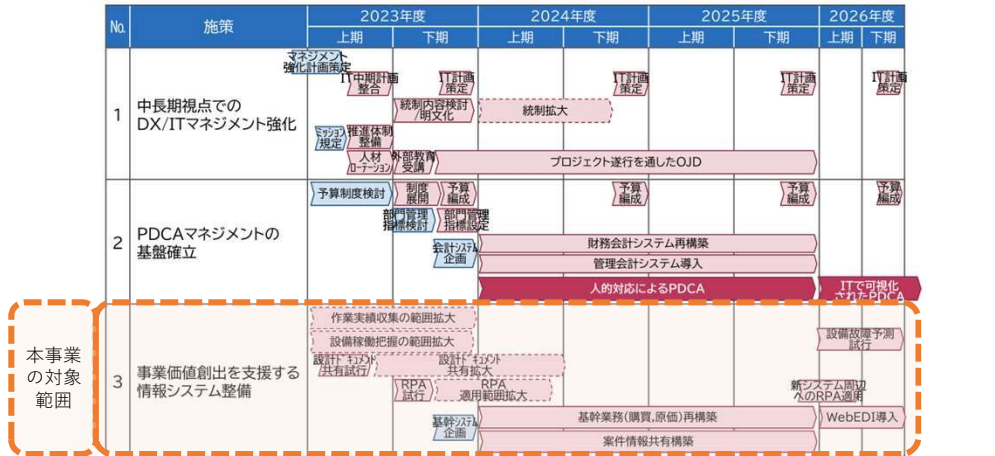 No.
施策
2023年度
2024年度
2025年度
2026年度
上期
下期
上期
下期
上期
下期
上期
下期
1
中長期視点での
DX/ITマネジメント強化
マネジメント
強化計画策定
IT中期計画
整合
IT計画
策定
IT計画
策定
IT計画
策定
IT計画
策定
統制内容検討
/明文化
統制拡大
ミッション
規定
推進体制
整備
人材
ローテーション
外部教育
受講
プロジェクト遂行を通したOJD
2
PDCAマネジメントの
基盤確立
予算制度検討
制度
展開
予算
編成
予算
編成
予算
編成
予算
編成
部門管理
指標検討
部門管理
指標設定
会計システム
企画
財務会計システム再構築
管理会計システム導入
人的対応によるPDCA
ITで可視化
されたPDCA
本事業
の対象
範囲
3
事業価値創出を支援する
情報システム整備
作業実績収集の範囲拡大
設備稼働把握の範囲拡大
設備故障予測
試行
設計ドキュメント
共有試行
設計ドキュメント
共有拡大
RPA
試行
RPA
適用範囲拡大
新システム周辺
へのRPA適用
基幹システム
企画
基幹業務(購買,原価)再構築
WebEDI導入
案件情報共有構築